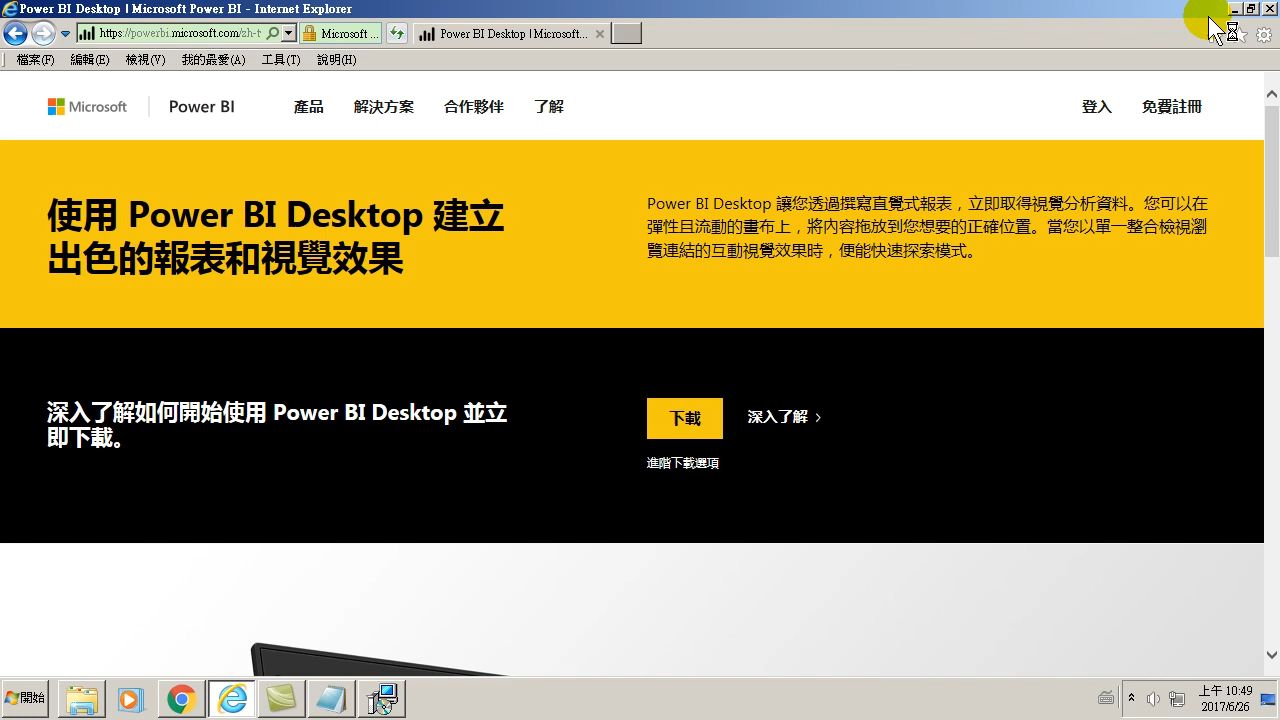 Power BI Desktop | Microsoft Power BI - Internet Explorer
https://powerbi.microsoft.com/zh-t
Microsoft ...
Power BI Desktop | Microsoft...
檔案(F) 編輯(E) 檢視(V) 我的最愛(A) 工具(T) 說明(H)
Microsoft Power BI 產品 解決方案 合作夥伴 了解 登入 免費註冊
使用 Power BI Desktop 建立
出色的報表和視覺效果
Power BI Desktop 讓您透過撰寫直覺式報表，立即取得視覺分析資料。您可以在
彈性且流動的畫布上，將內容拖放到您想要的正確位置。當您以單一整合檢視瀏
覽連結的互動視覺效果時，便能快速探索模式。
深入了解如何開始使用 Power BI Desktop 並立
即下載。
下載 深入了解 >
進階下載選項
開始
上午 10:49
2017/6/26